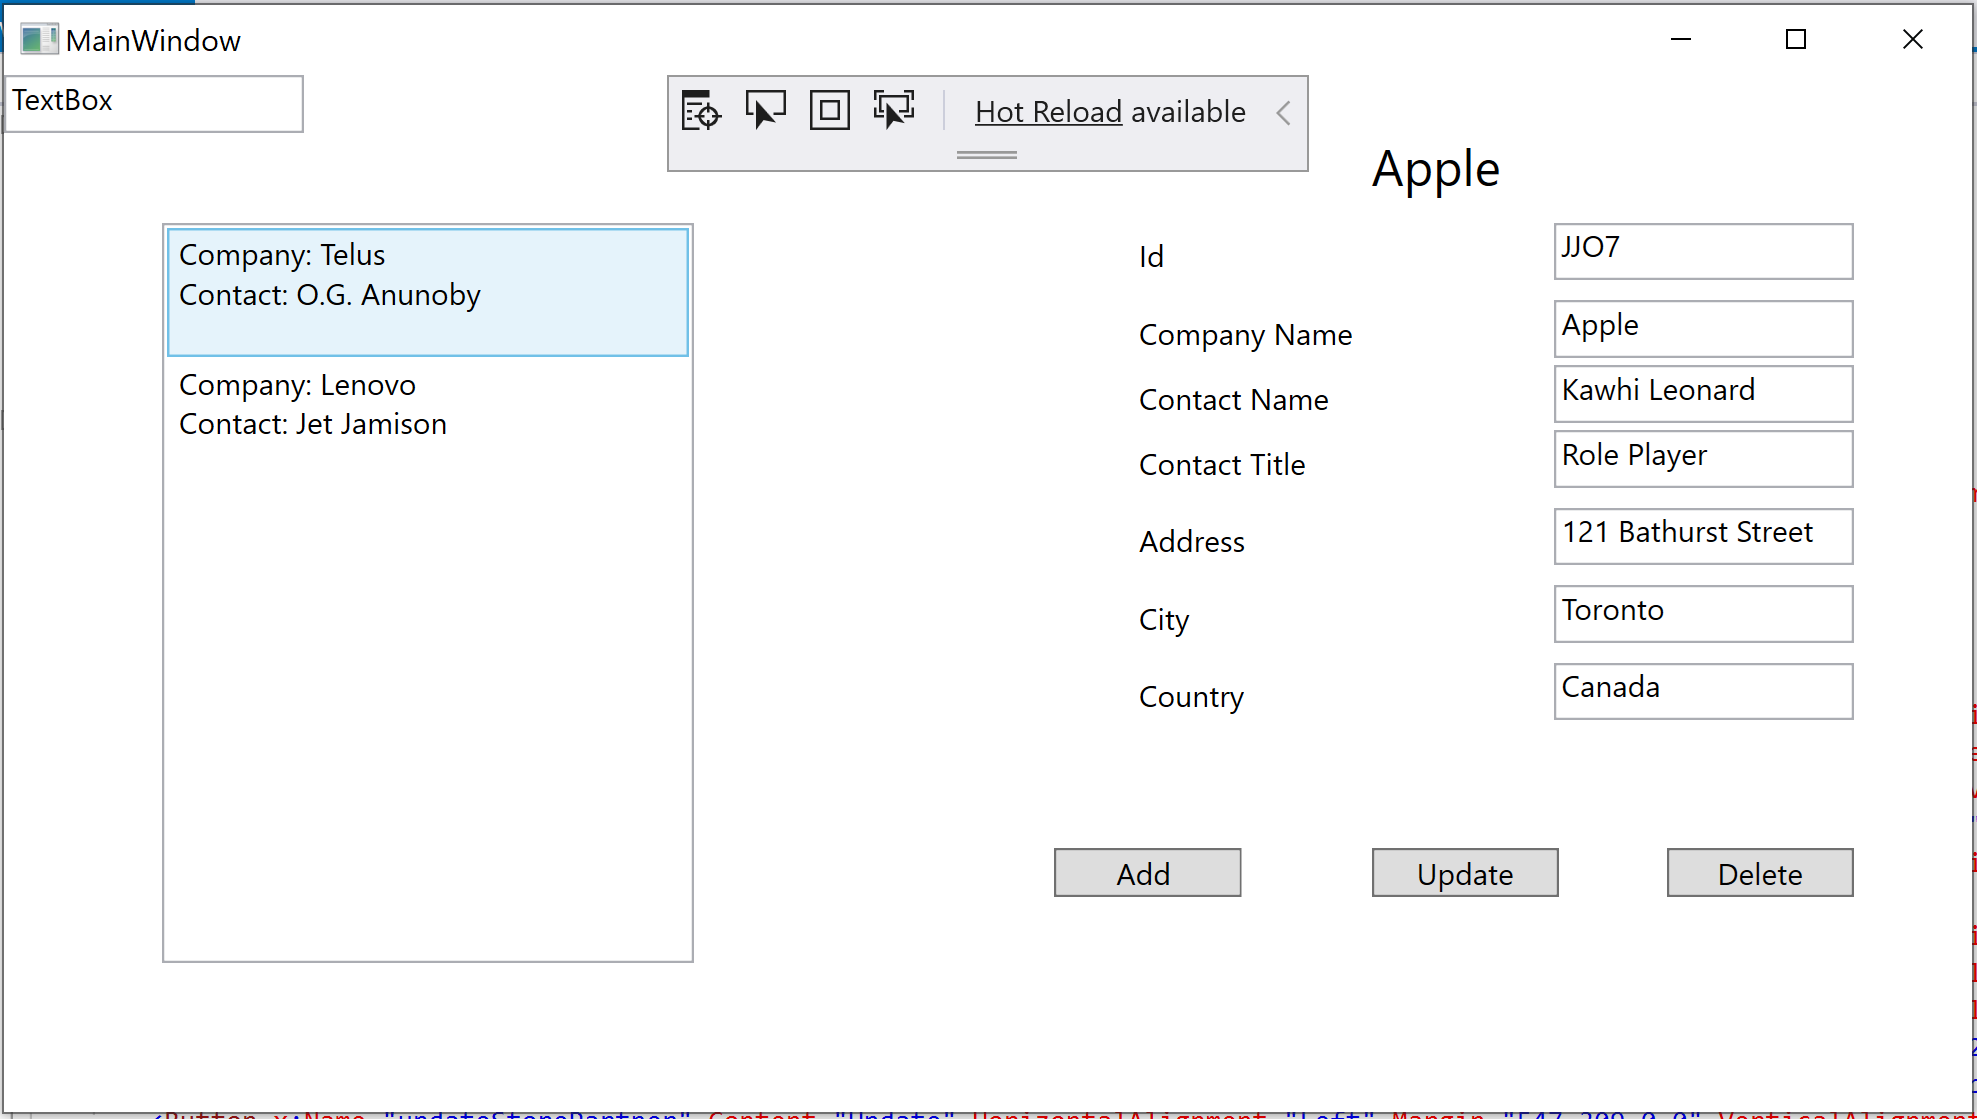 MainWindow
TextBox
Hot Reload available
Apple
Company: Telus
Contact: O.G. Anunoby
Company: Lenovo
Contact: Jet Jamison
Id
JJO7
Company Name
Apple
Contact Name
Kawhi Leonard
Contact Title
Role Player
Address
121 Bathurst Street
City
Toronto
Country
Canada
Add
Update
Delete